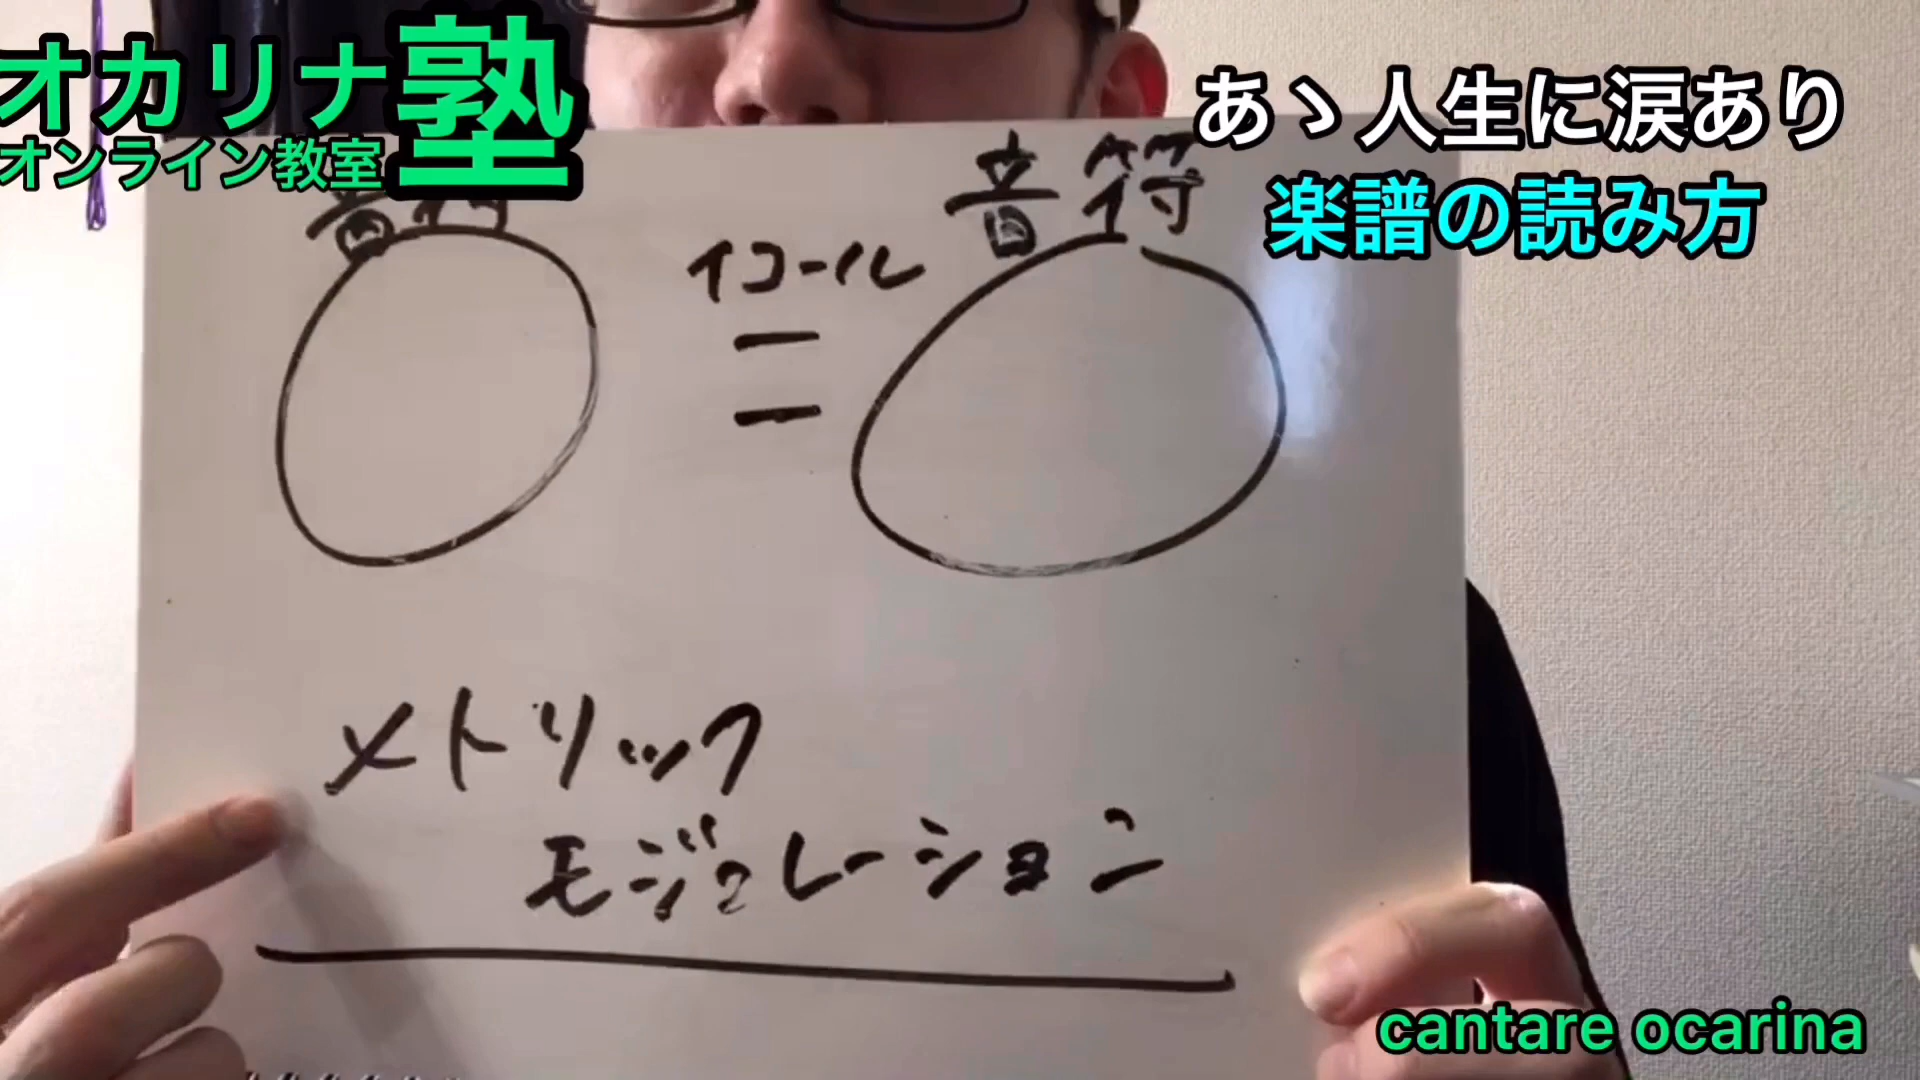 オカリナ塾
オンライン教室
あゝ人生に涙あり
楽譜の読み方
音符
イコール
=
音符
メトリック
モジュレーション
cantare ocarina